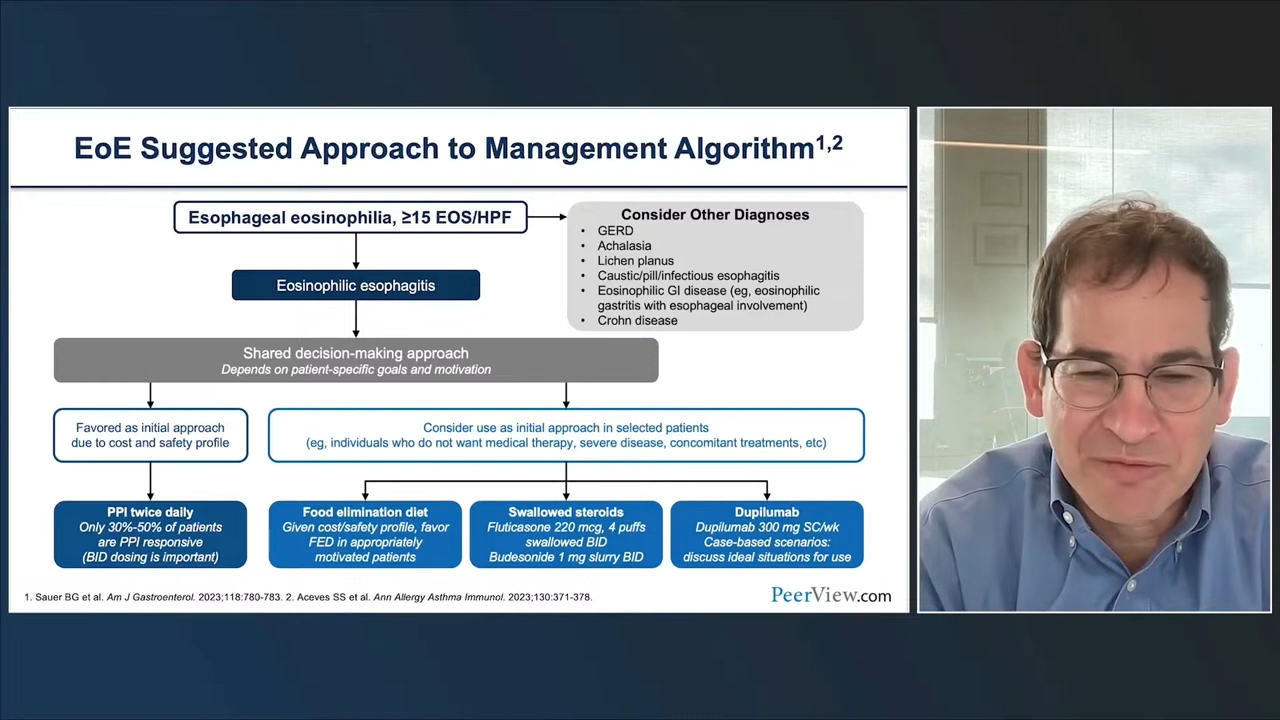 EoE Suggested Approach to Management Algorithm1,2
Esophageal eosinophilia, ≥15 EOS/HPF
Consider Other Diagnoses
• GERD
• Achalasia
• Lichen planus
• Caustic/pill/infectious esophagitis
• Eosinophilic GI disease (eg, eosinophilic
gastritis with esophageal involvement)
• Crohn disease
Eosinophilic esophagitis
Shared decision-making approach
Depends on patient-specific goals and motivation
Favored as initial approach
due to cost and safety profile
Consider use as initial approach in selected patients
(eg, individuals who do not want medical therapy, severe disease, concomitant treatments, etc)
PPI twice daily
Only 30%-50% of patients
are PPI responsive
(BID dosing is important)
Food elimination diet
Given cost/safety profile, favor
FED in appropriately
motivated patients
Swallowed steroids
Fluticasone 220 mcg, 4 puffs
swallowed BID
Budesonide 1 mg slurry BID
Dupilumab
Dupilumab 300 mg SC/wk
Case-based scenarios:
discuss ideal situations for use
1. Sauer BG et al. Am J Gastroenterol. 2023;118:780-783. 2. Aceves SS et al. Ann Allergy Asthma Immunol. 2023;130:371-378.
PeerView.com